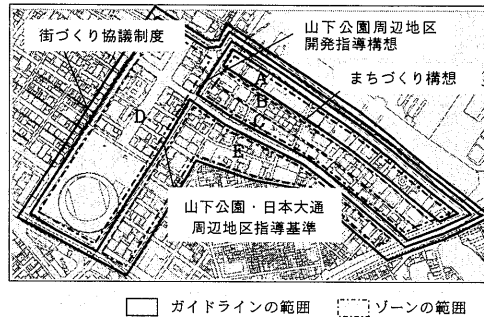 街づくり協議制度
山下公園周辺地区
開発指導構想
まちづくり構想
A
B
C
D
E
山下公園・日本大通
周辺地区指導基準
ガイドラインの範囲
ゾーンの範囲